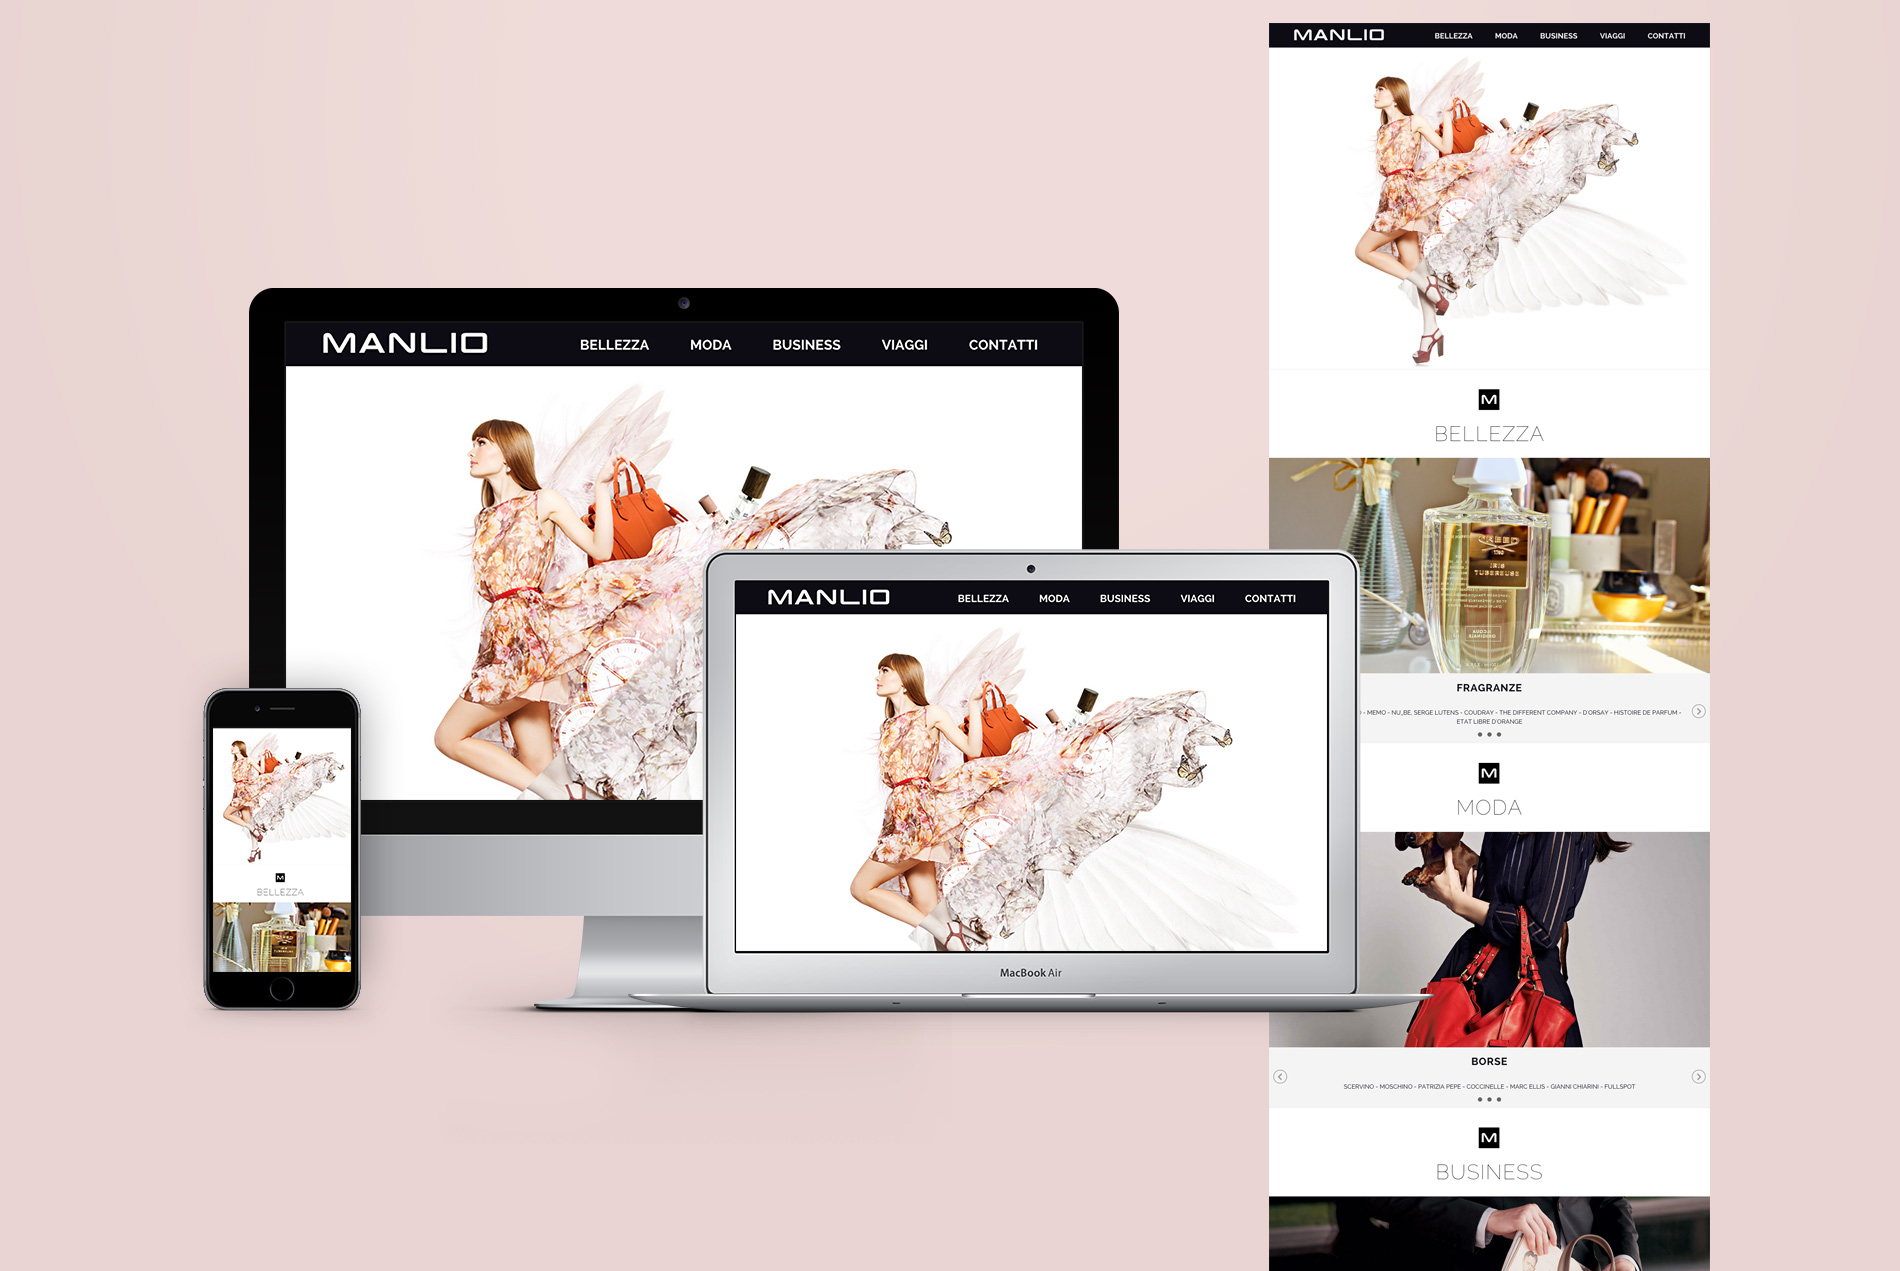 MANLIO BELLEZZA MODA BUSINESS VIAGGI CONTATTI
M
BELLEZZA
FRAGRANZE
- MEMO - NU_BE, SERGE LUTENS - COUDRAY - THE DIFFERENT COMPANY - D'ORSAY - HISTOIRE DE PARFUM -
ETAT LIBRE D'ORANGE
M
MODA
BORSE
SCERVINO - MOSCHINO - PATRIZIA PEPE - COCCINELLE - MARC ELLIS - GIANNI CHIARINI - FULLSPOT
M
BUSINESS
MANLIO BELLEZZA MODA BUSINESS VIAGGI CONTATTI
MANLIO BELLEZZA MODA BUSINESS VIAGGI CONTATTI
MacBook Air
M
BELLEZZA